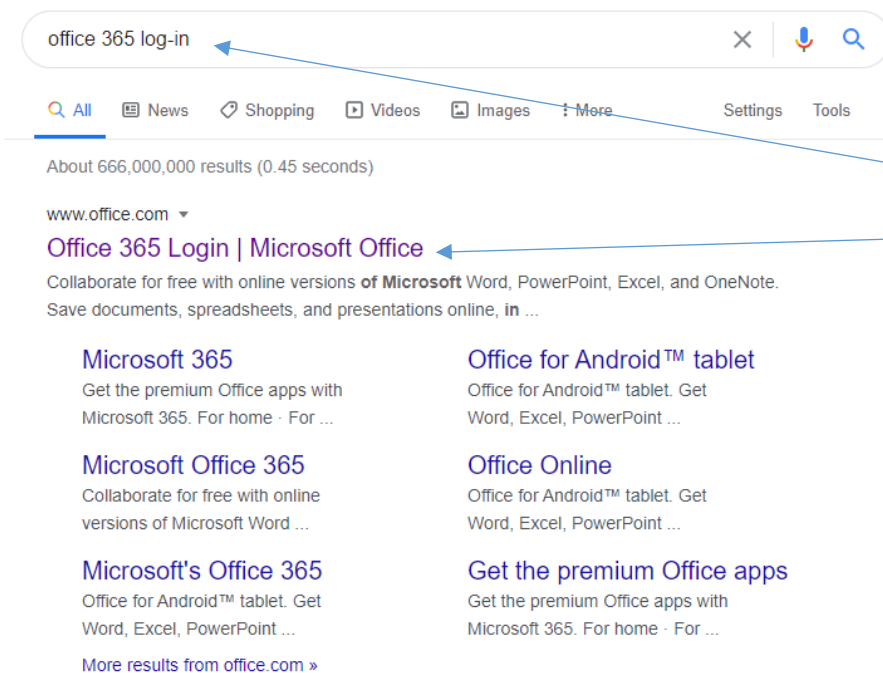 office 365 log-in
All News Shopping Videos Images More Settings Tools
About 666,000,000 results (0.45 seconds)
www.office.com
Office 365 Login | Microsoft Office
Collaborate for free with online versions of Microsoft Word, PowerPoint, Excel, and OneNote.
Save documents, spreadsheets, and presentations online, in ...
Microsoft 365
Get the premium Office apps with
Microsoft 365. For home · For ...
Office for Android™ tablet
Office for Android™ tablet. Get
Word, Excel, PowerPoint ...
Microsoft Office 365
Collaborate for free with online
versions of Microsoft Word ...
Office Online
Office for Android™ tablet. Get
Word, Excel, PowerPoint ...
Microsoft's Office 365
Office for Android™ tablet. Get
Word, Excel, PowerPoint ...
Get the premium Office apps
Get the premium Office apps with
Microsoft 365. For home · For ...
More results from office.com »